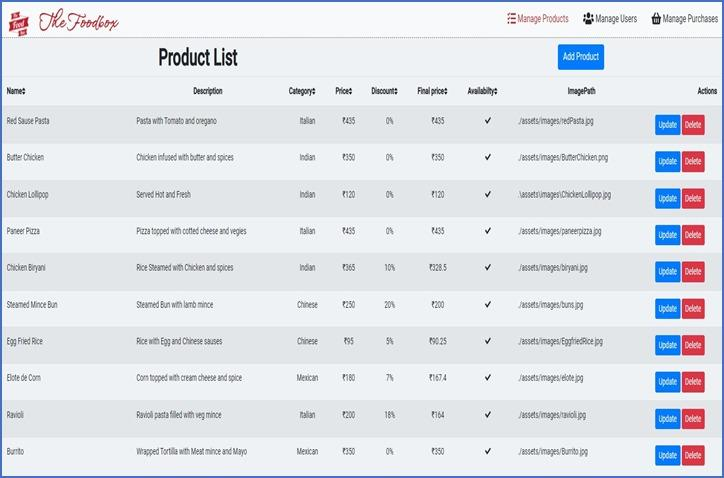 The Food Box The Foodbox Manage Products Manage Users Manage Purchases
Product List Add Product
Name Description Category Price Discount Final price Availabilty ImagePath Actions
Red Sause Pasta Pasta with Tomato and oregano Italian ₹435 0% ₹435 ✔ ./assets/images/redPasta.jpg Update Delete
Butter Chicken Chicken infused with butter and spices Indian ₹350 0% ₹350 ✔ ./assets/images/ButterChicken.png Update Delete
Chicken Lollipop Served Hot and Fresh Indian ₹120 0% ₹120 ✔ .\assets\images\ChickenLollipop.jpg Update Delete
Paneer Pizza Pizza topped with cotted cheese and vegies Italian ₹435 0% ₹435 ✔ ./assets/images/paneerpizza.jpg Update Delete
Chicken Biryani Rice Steamed with Chicken and spices Indian ₹365 10% ₹328.5 ✔ ./assets/images/biryani.jpg Update Delete
Steamed Mince Bun Steamed Bun with lamb mince Chinese ₹250 20% ₹200 ✔ ./assets/images/buns.jpg Update Delete
Egg Fried Rice Rice with Egg and Chinese sauses Chinese ₹95 5% ₹90.25 ✔ ./assets/images/EggfriedRice.jpg Update Delete
Elote de Corn Corn topped with cream cheese and spice Mexican ₹180 7% ₹167.4 ✔ ./assets/images/elote.jpg Update Delete
Ravioli Ravioli pasta filled with veg mince Italian ₹200 18% ₹164 ✔ ./assets/images/ravioli.jpg Update Delete
Burrito Wrapped Tortilla with Meat mince and Mayo Mexican ₹350 0% ₹350 ✔ ./assets/images/Burrito.jpg Update Delete